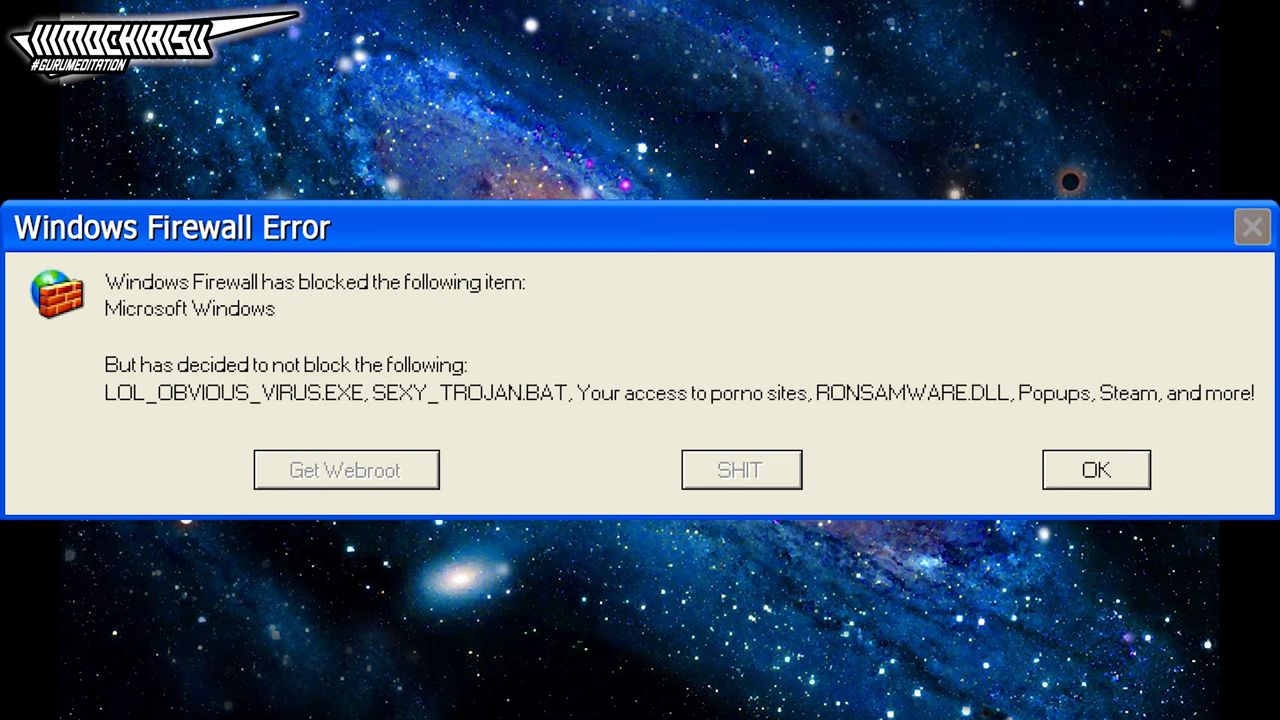 MOCHIRISU
#GURUMEDITATION
Windows Firewall Error
Windows Firewall has blocked the following item:
Microsoft Windows
But has decided to not block the following:
LOL_OBVIOUS_VIRUS.EXE, SEXY_TROJAN.BAT, Your access to porno sites, RONSAMWARE.DLL, Popups, Steam, and more!
Get Webroot
SHIT
OK